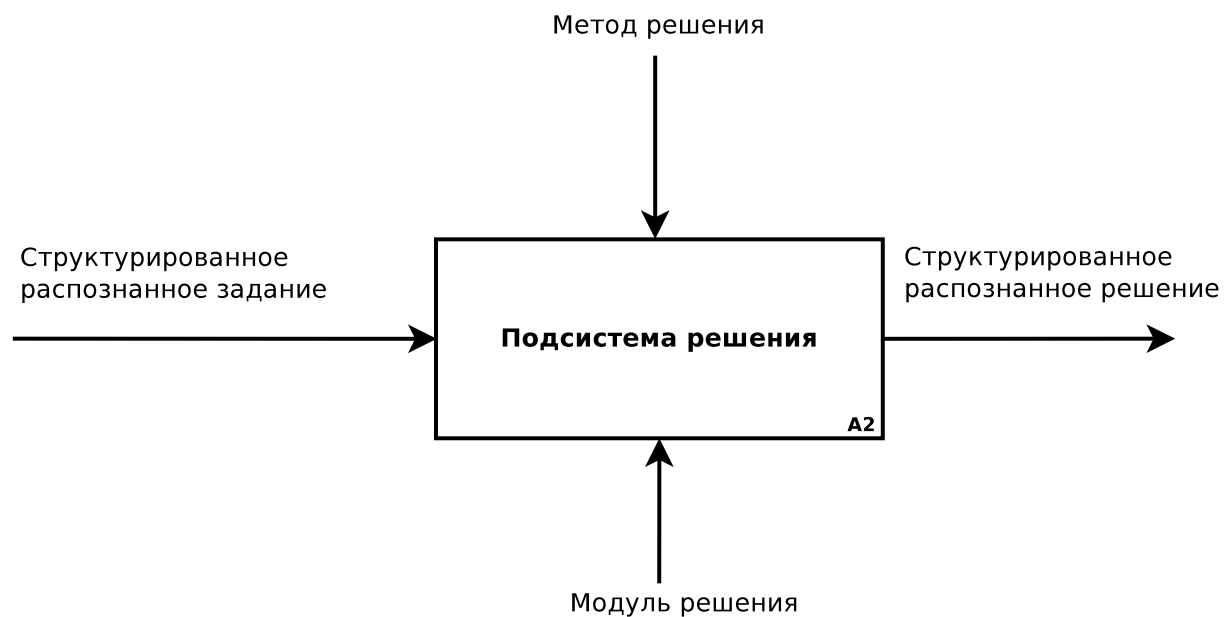 Метод решения
Структурированное
распознанное задание
Структурированное
распознанное решение
Подсистема решения
A2
Модуль решения